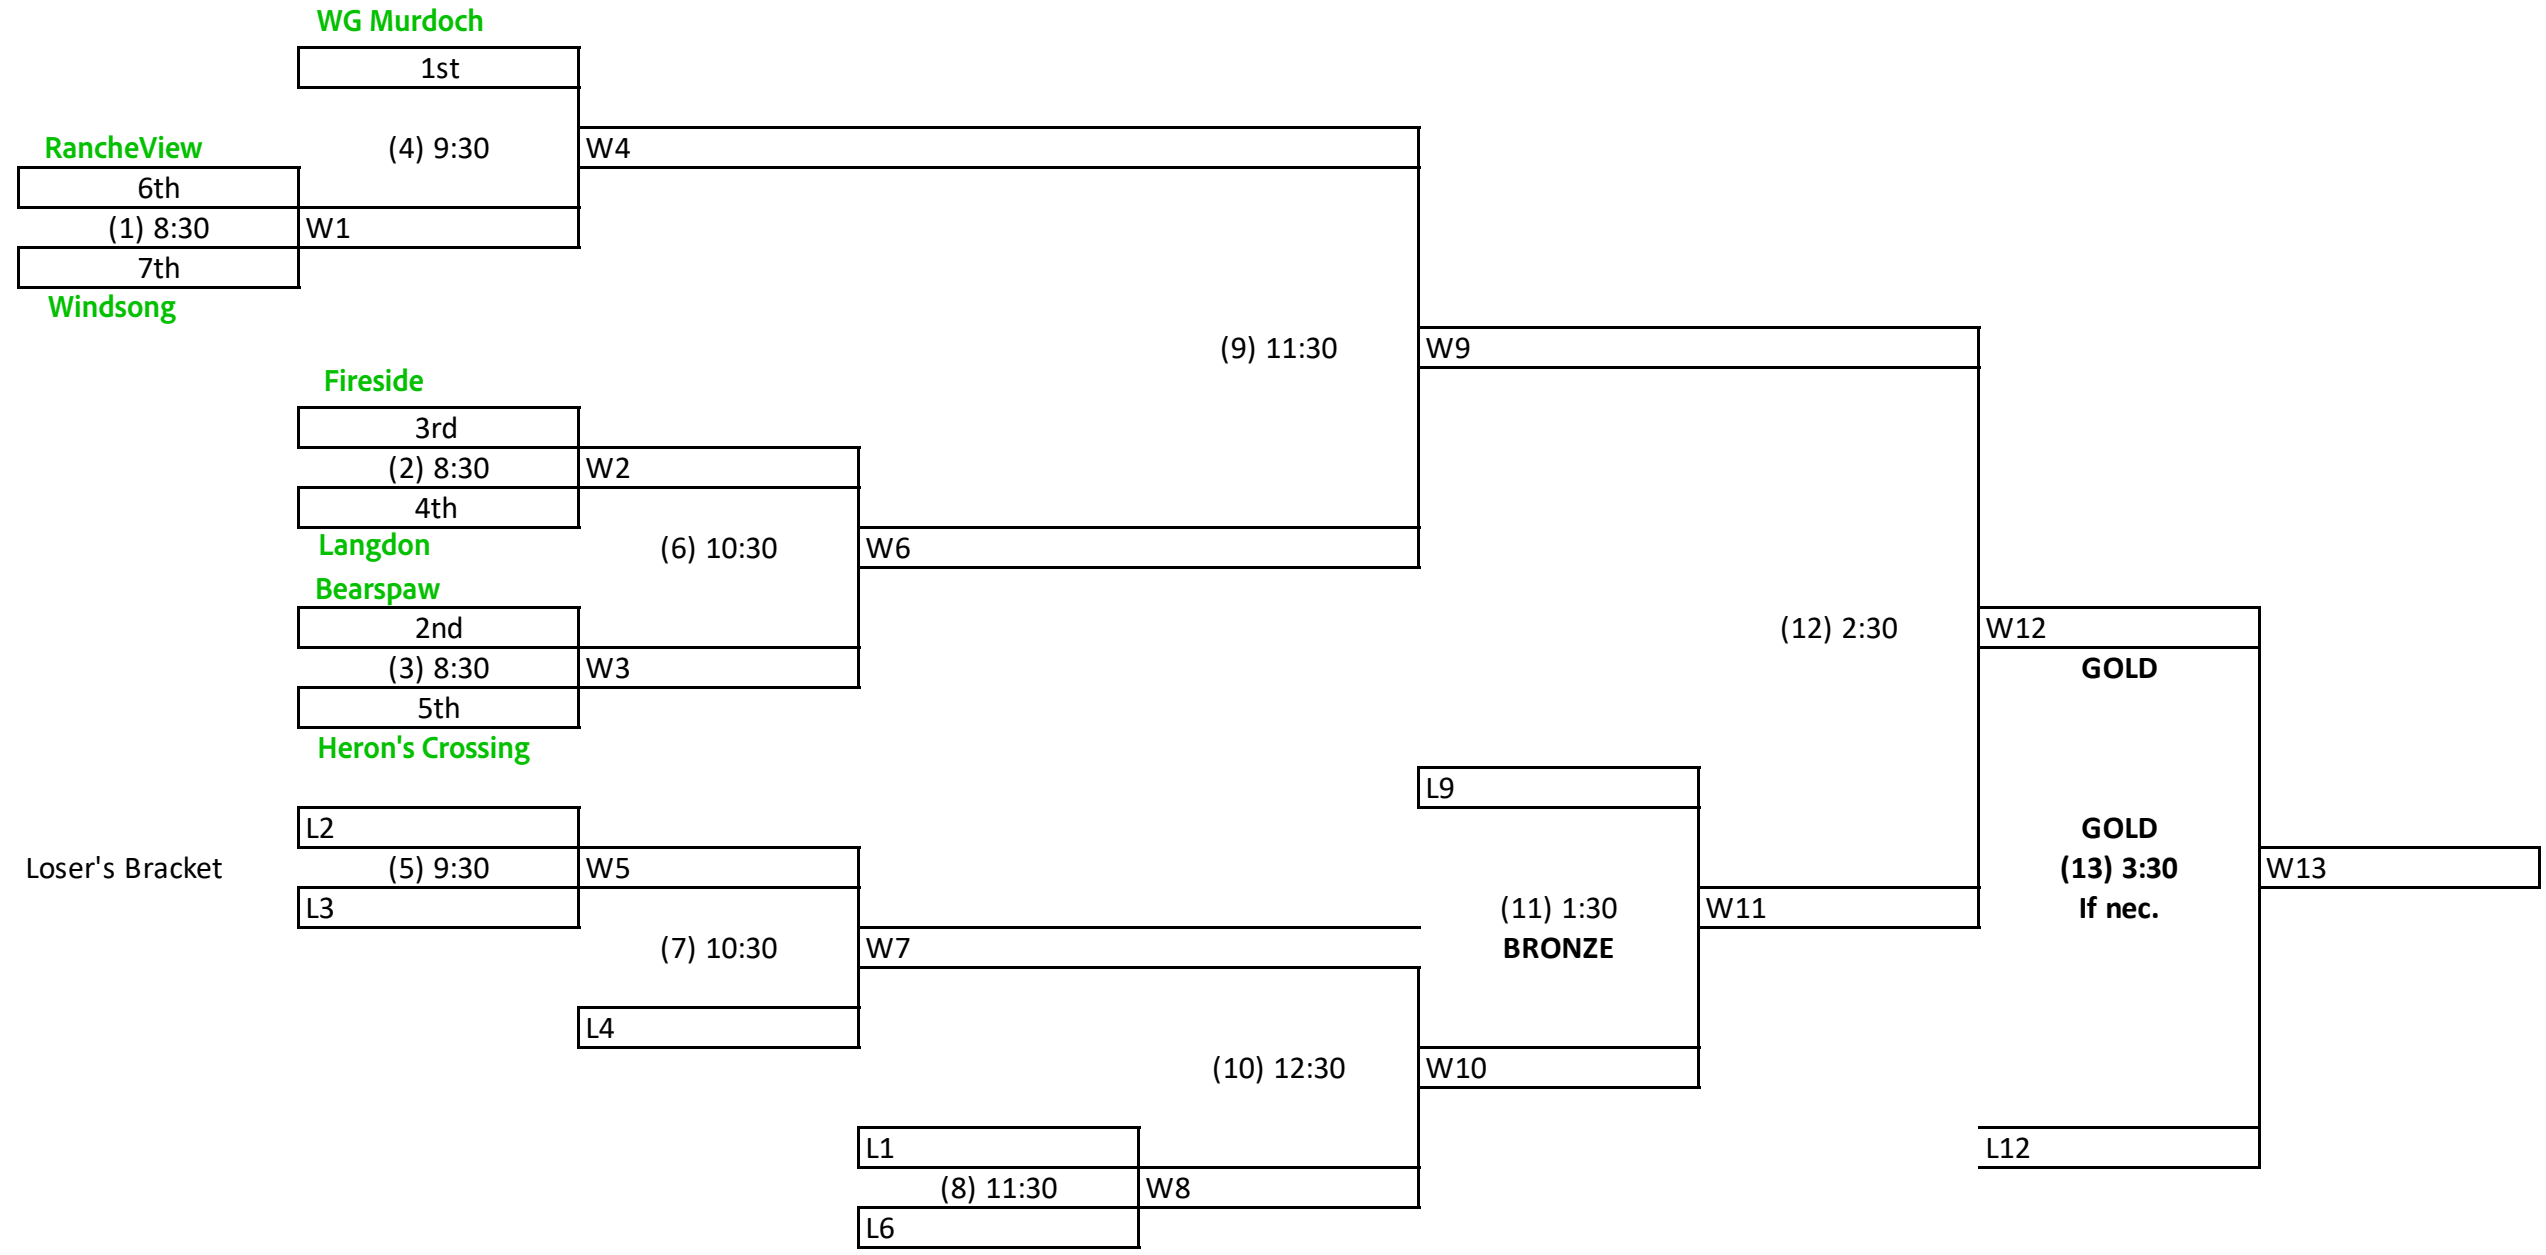 WG Murdoch
1st
RancheView
(4) 9:30
W4
6th
(1) 8:30
W1
7th
Windsong
(9) 11:30
W9
Fireside
3rd
(2) 8:30
W2
4th
Langdon
(6) 10:30
W6
Bearspaw
2nd
(12) 2:30
W12
(3) 8:30
W3
GOLD
5th
Heron's Crossing
L9
L2
GOLD
Loser's Bracket
(5) 9:30
W5
(13) 3:30
W13
L3
(11) 1:30
W11
If nec.
(7) 10:30
W7
BRONZE
L4
(10) 12:30
W10
L1
L12
(8) 11:30
W8
L6